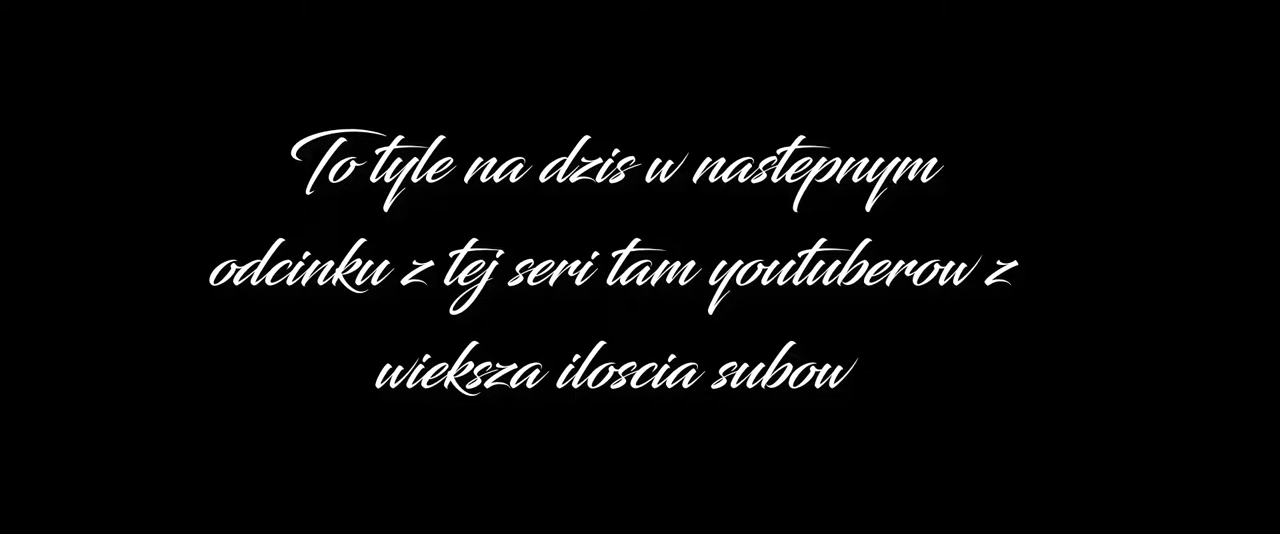 To tyle na dzis w nastepnym
odcinku z tej seri tam youtuberow z
wieksza iloscia subow